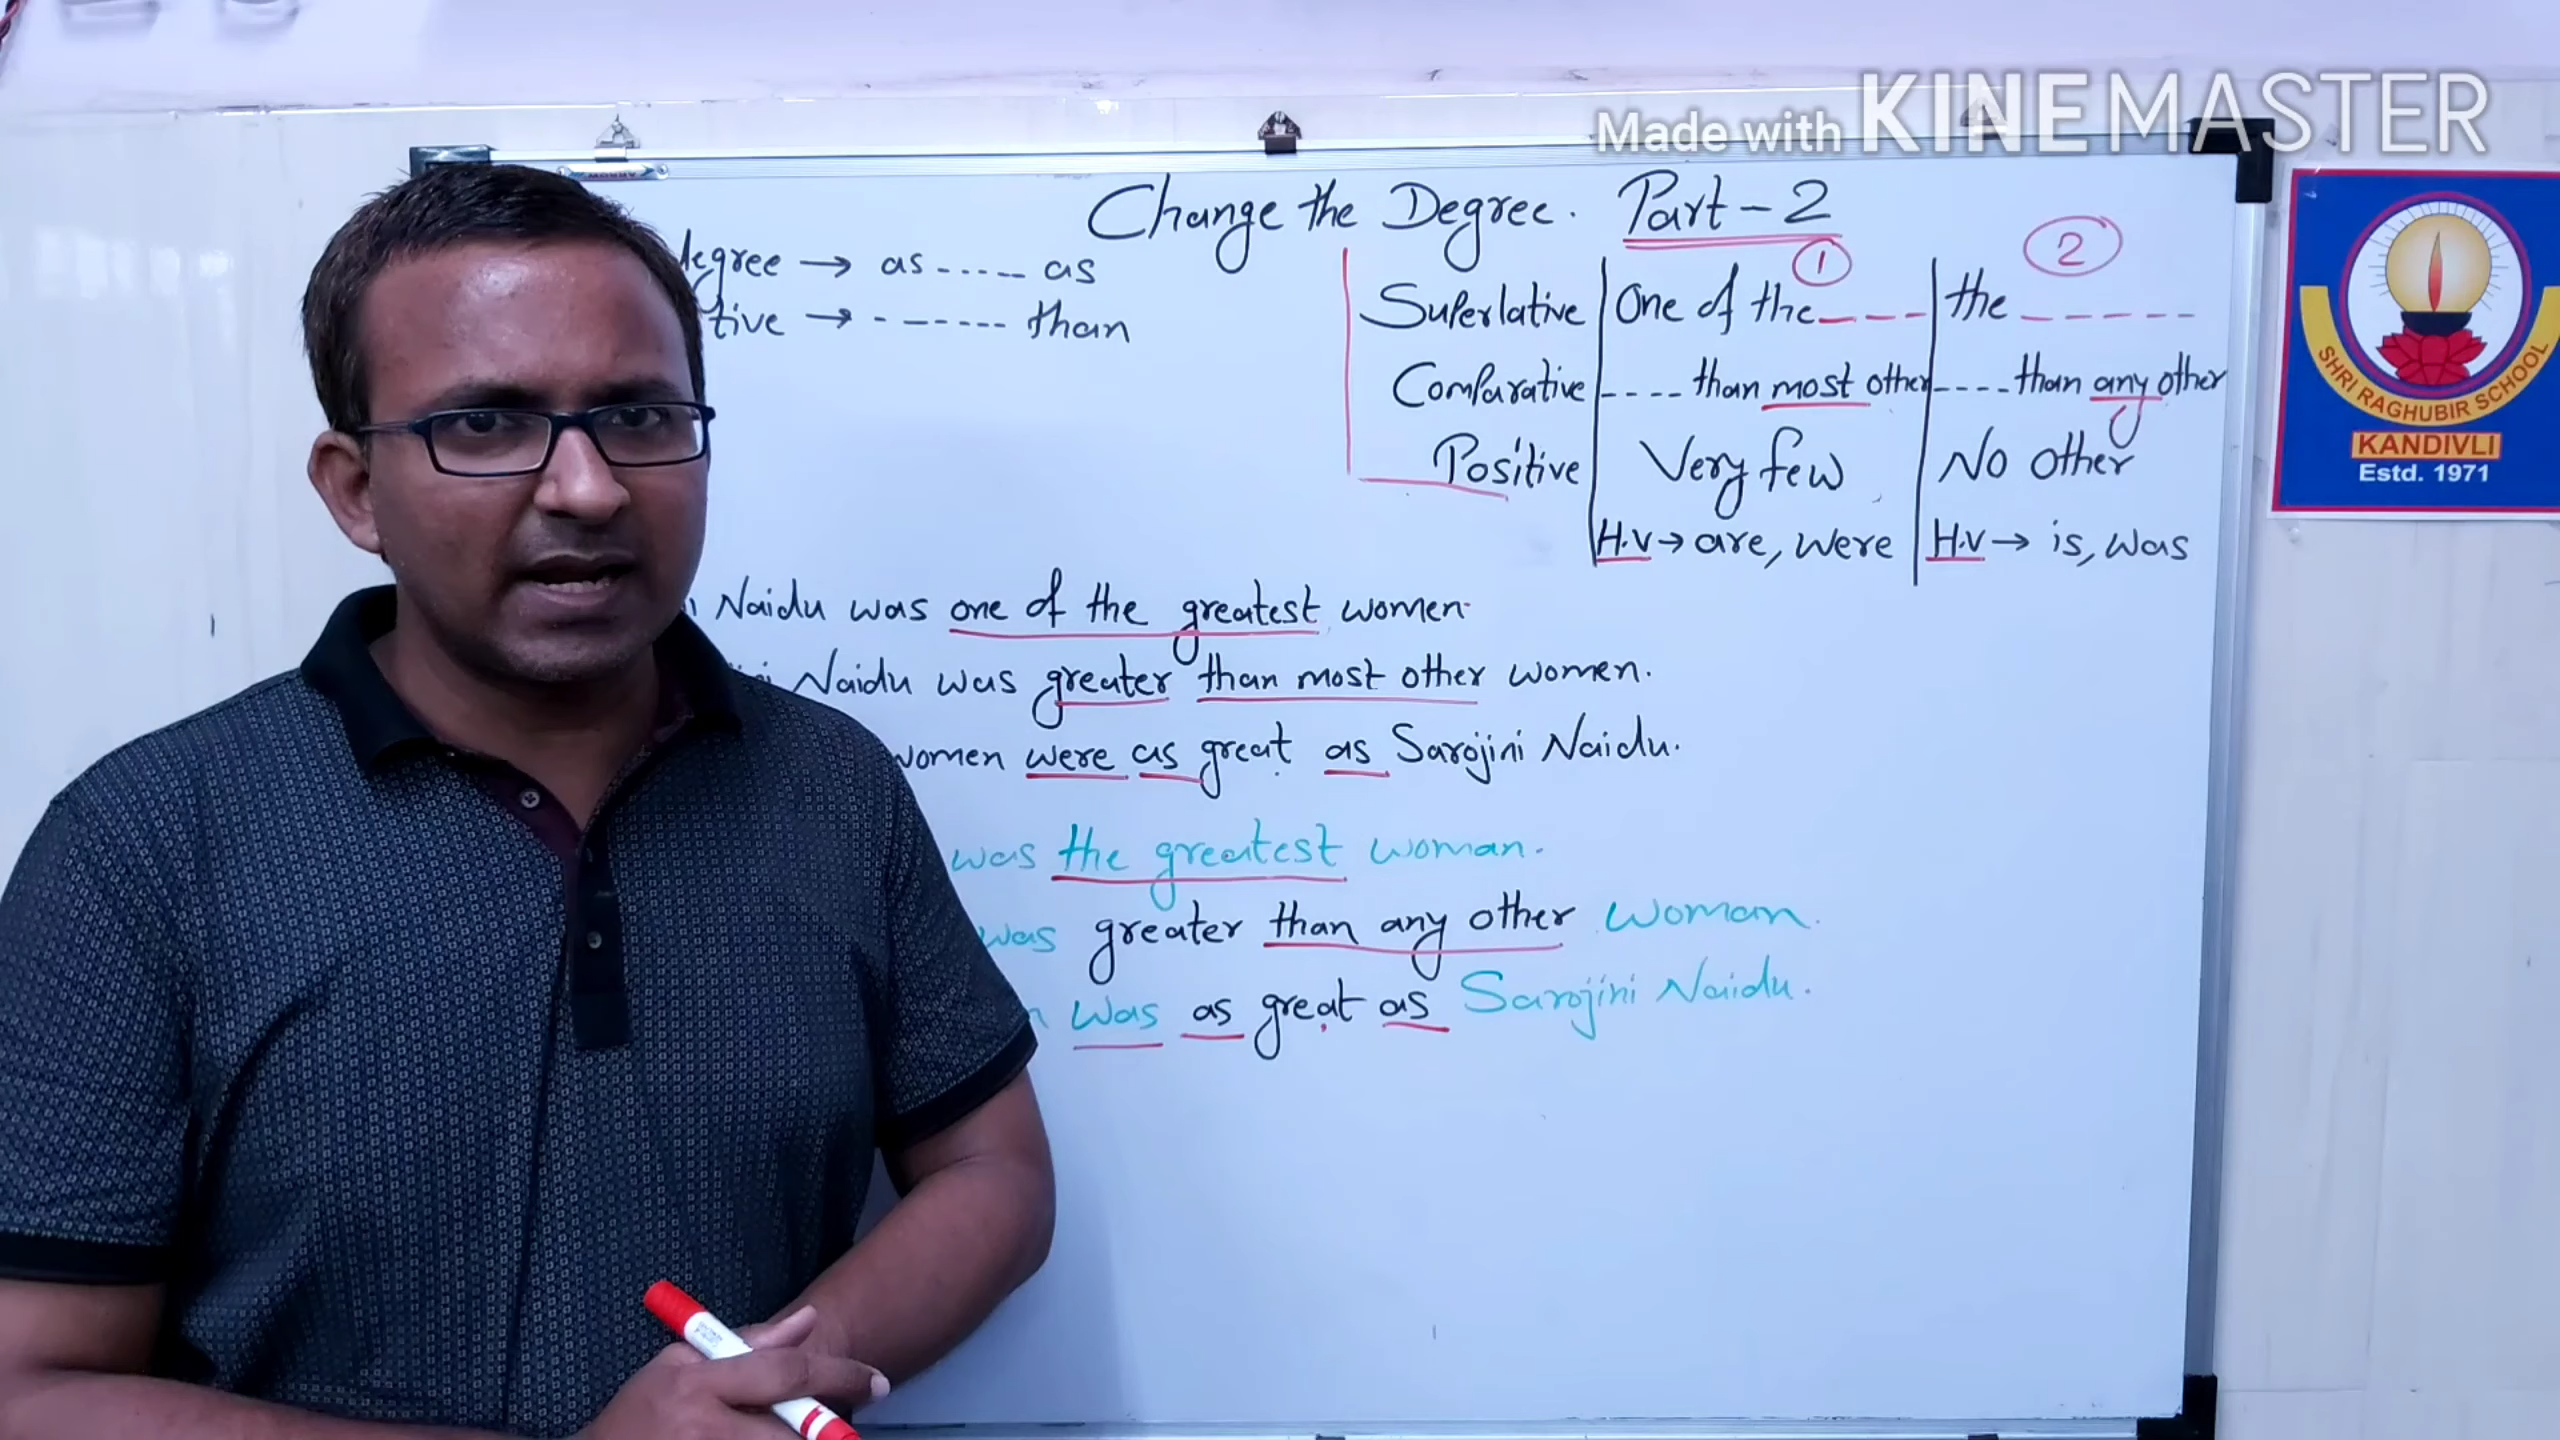 Made with KINEMASTER
Change the Degree. Part-2
degree → as ----- as
tive → ------- than
1
2
Superlative One of the ---- the -----
Comparative ---- than most other ---- than any other
Positive Very few No other
H.V → are, were H.V → is, was
Naidu was one of the greatest women.
Naidu was greater than most other women.
women were as great as Sarojini Naidu.
was the greatest woman.
was greater than any other woman.
was as great as Sarojini Naidu.
SHRI RAGHUBIR SCHOOL
KANDIVLI
Estd. 1971